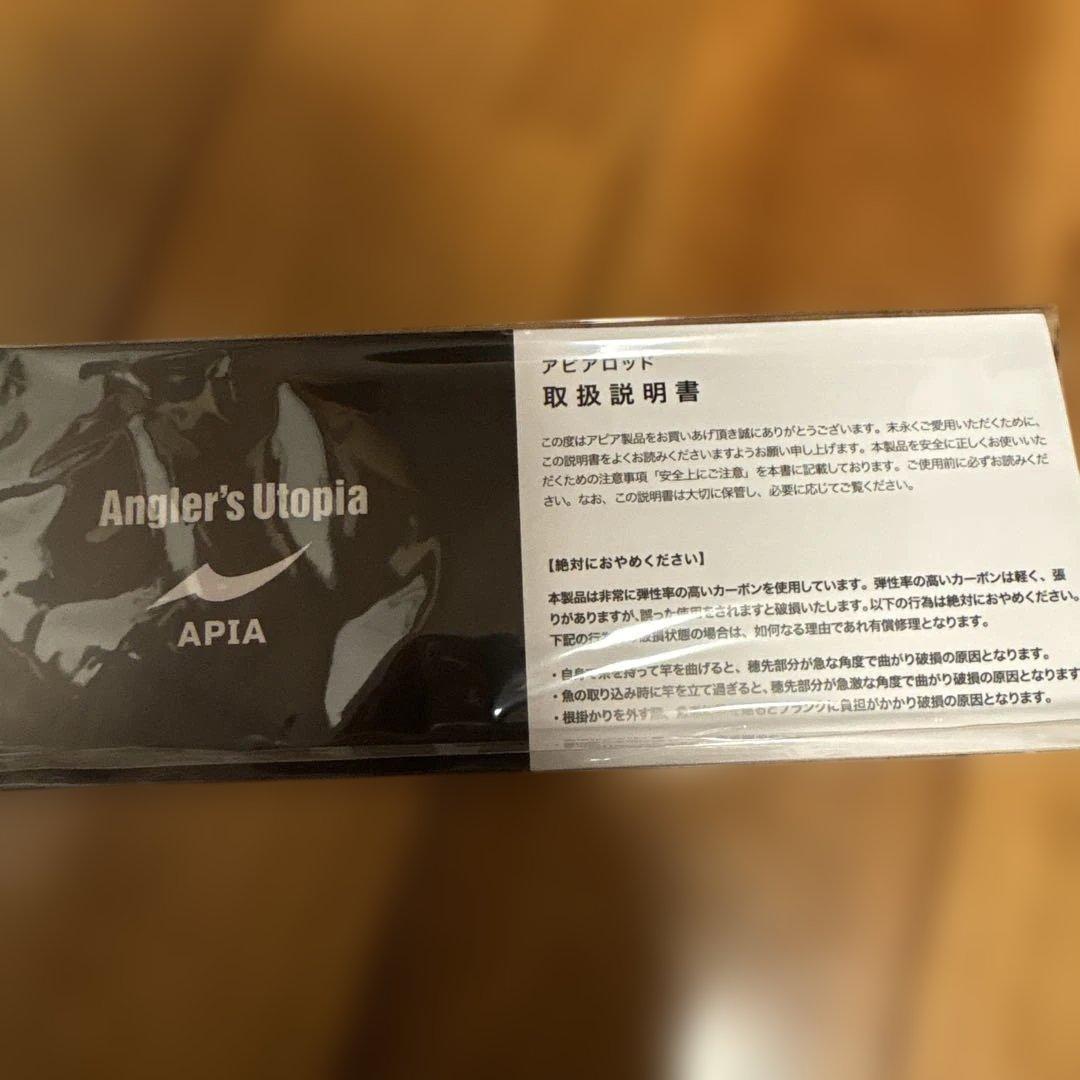 Angler's Utopia
APIA
アピアロッド
取扱説明書
この度はアピア製品をお買いあげ頂き誠にありがとうございます。末永くご愛用いただくために、
この説明書をよくお読みくださいますようお願い申し上げます。本製品を安全に正しくお使いいた
だくための注意事項「安全上にご注意」を本書に記載しております。ご使用前に必ずお読みくだ
さい。なお、この説明書は大切に保管し、必要に応じてご覧ください。
【絶対におやめください】
本製品は非常に弾性率の高いカーボンを使用しています。弾性率の高いカーボンは軽く、張
りがありますが、誤った使用をされますと破損いたします。以下の行為は絶対におやめください。
下記の行 破損状態の場合は、如何なる理由であれ有償修理となります。
・自身で糸を持って竿を曲げると、穂先部分が急な角度で曲がり破損の原因となります。
・魚の取り込み時に竿を立て過ぎると、穂先部分が急激な角度で曲がり破損の原因となります
・根掛かりを外す ブランクに負担がかかり破損の原因となります。